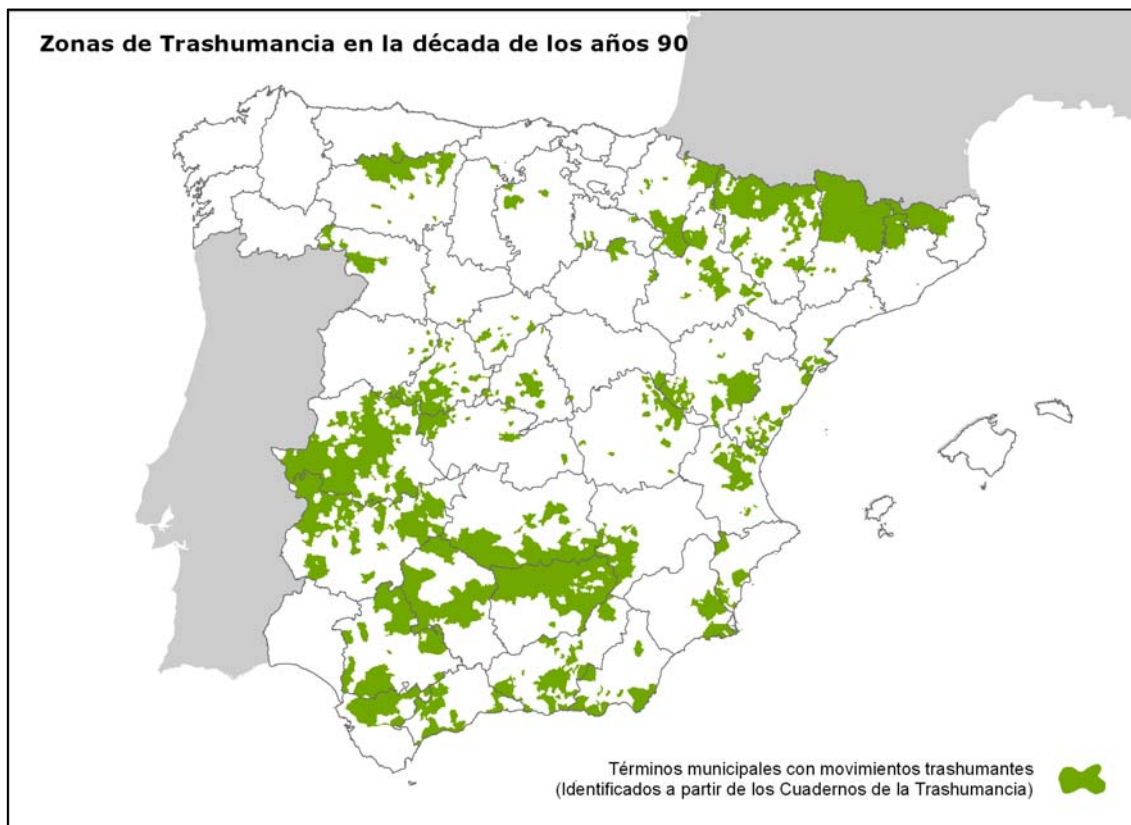 Zonas de Trashumancia en la década de los años 90
Términos municipales con movimientos trashumantes
(Identificados a partir de los Cuadernos de la Trashumancia)